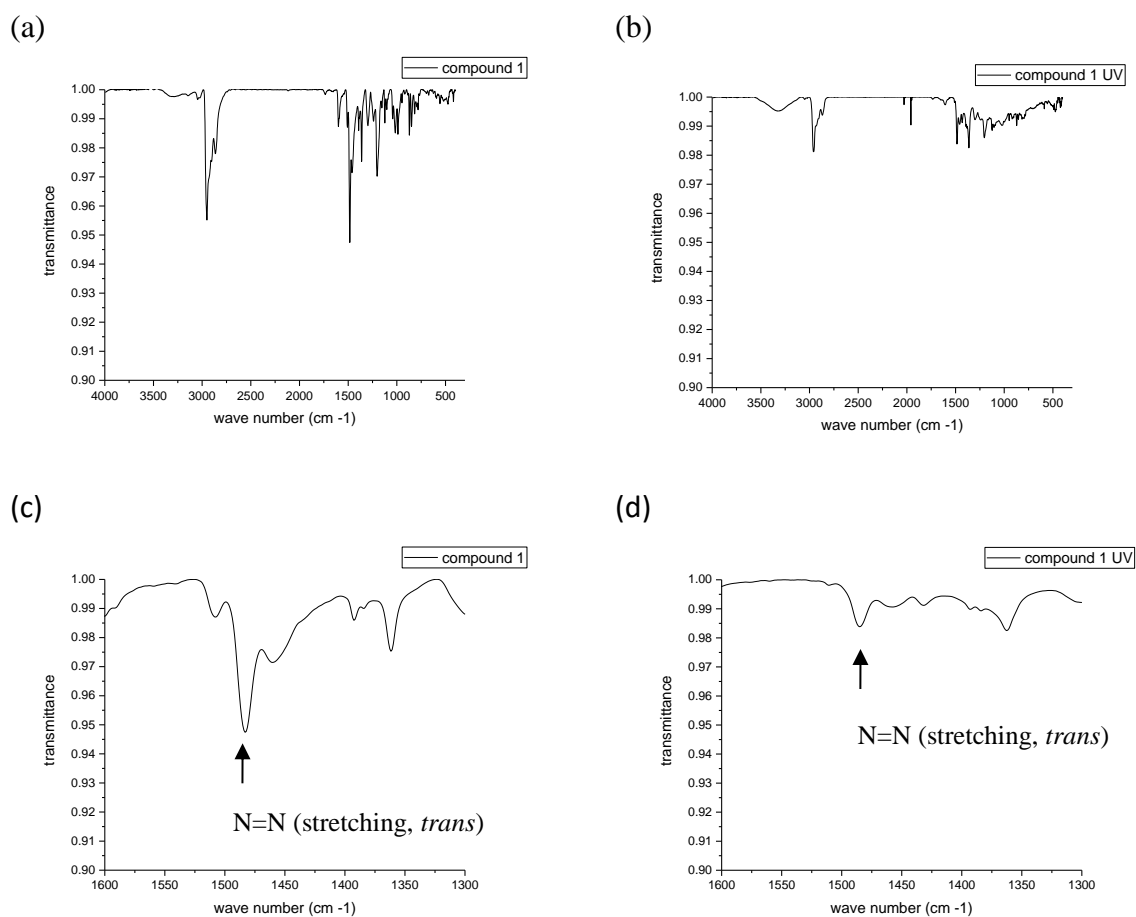 (a)
compound 1
1.00
0.99
0.98
0.97
0.96
0.95
0.94
0.93
0.92
0.91
0.90
transmittance
4000 3500 3000 2500 2000 1500 1000 500
wave number (cm -1)
(b)
compound 1 UV
1.00
0.99
0.98
0.97
0.96
0.95
0.94
0.93
0.92
0.91
0.90
transmittance
4000 3500 3000 2500 2000 1500 1000 500
wave number (cm -1)
(c)
compound 1
1.00
0.99
0.98
0.97
0.96
0.95
0.94
0.93
0.92
0.91
0.90
transmittance
N=N (stretching, trans)
1600 1550 1500 1450 1400 1350 1300
wave number (cm -1)
(d)
compound 1 UV
1.00
0.99
0.98
0.97
0.96
0.95
0.94
0.93
0.92
0.91
0.90
transmittance
N=N (stretching, trans)
1600 1550 1500 1450 1400 1350 1300
wave number (cm -1)